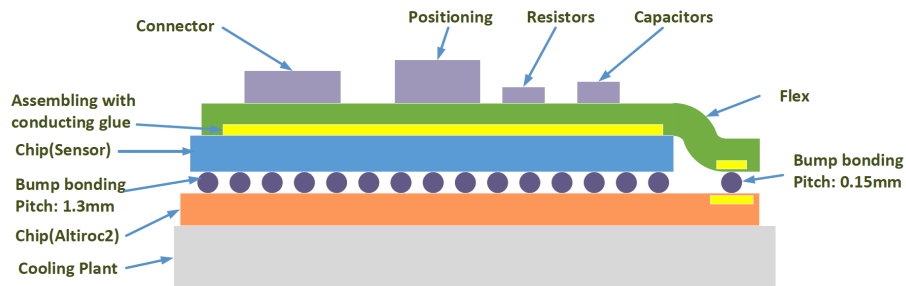 Connector
Positioning
Resistors
Capacitors
Assembling with
conducting glue
Flex
Chip(Sensor)
Bump bonding
Pitch: 1.3mm
Bump bonding
Pitch: 0.15mm
Chip(Altiroc2)
Cooling Plant